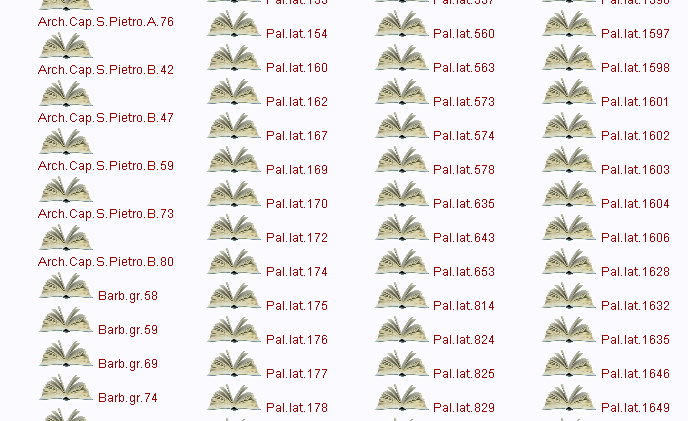 Arch.Cap.S.Pietro.A.76
Arch.Cap.S.Pietro.B.42
Arch.Cap.S.Pietro.B.47
Arch.Cap.S.Pietro.B.59
Arch.Cap.S.Pietro.B.73
Arch.Cap.S.Pietro.B.80
Barb.gr.58
Barb.gr.59
Barb.gr.69
Barb.gr.74
Pal.lat.154
Pal.lat.160
Pal.lat.162
Pal.lat.167
Pal.lat.169
Pal.lat.170
Pal.lat.172
Pal.lat.174
Pal.lat.175
Pal.lat.176
Pal.lat.177
Pal.lat.178
Pal.lat.560
Pal.lat.563
Pal.lat.573
Pal.lat.574
Pal.lat.578
Pal.lat.635
Pal.lat.643
Pal.lat.653
Pal.lat.814
Pal.lat.824
Pal.lat.825
Pal.lat.829
Pal.lat.1597
Pal.lat.1598
Pal.lat.1601
Pal.lat.1602
Pal.lat.1603
Pal.lat.1604
Pal.lat.1606
Pal.lat.1628
Pal.lat.1632
Pal.lat.1635
Pal.lat.1646
Pal.lat.1649